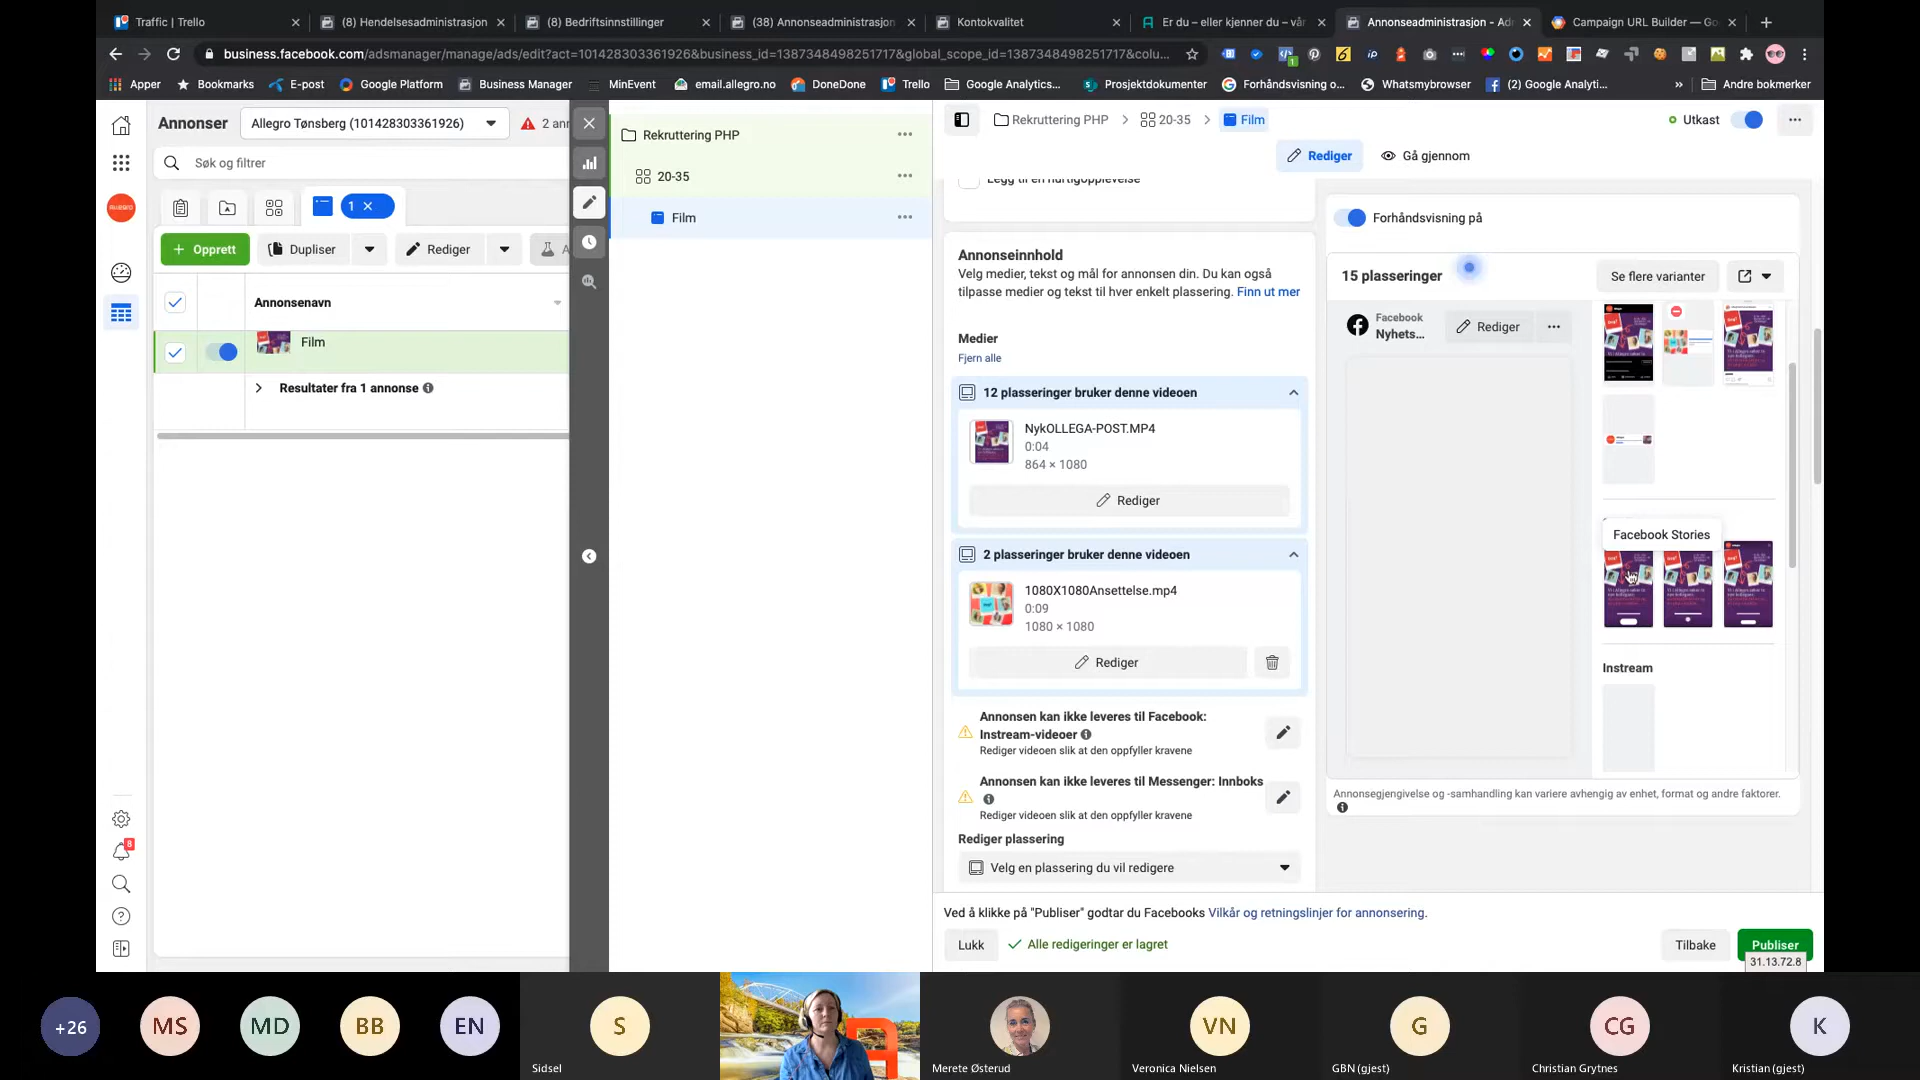 Traffic | Trello
(8) Hendelsesadministrasjon
(8) Bedriftsinnstillinger
(38) Annonseadministrasjon
Kontokvalitet
Er du – eller kjenner du – vår
Annonseadministrasjon - Ad
Campaign URL Builder — Go
business.facebook.com/adsmanager/manage/ads/edit?act=101428303361926&business_id=1387348498251717&global_scope_id=1387348498251717&colu...
Apper
Bookmarks
E-post
Google Platform
Business Manager
MinEvent
email.allegro.no
DoneDone
Trello
Google Analytics...
Prosjektdokumenter
Forhåndsvisning o...
Whatsmybrowser
(2) Google Analyti...
»
Andre bokmerker
Annonser
Allegro Tønsberg (101428303361926)
2 ann
Søk og filtrer
1
Opprett
Dupliser
Rediger
Annonsenavn
Film
Resultater fra 1 annonse
8
Rekruttering PHP
20-35
Film
Rekruttering PHP
20-35
Film
Utkast
Rediger
Gå gjennom
Legg til en hurtigopplevelse
Annonseinnhold
Velg medier, tekst og mål for annonsen din. Du kan også
tilpasse medier og tekst til hver enkelt plassering. Finn ut mer
Medier
Fjern alle
12 plasseringer bruker denne videoen
NykOLLEGA-POST.MP4
0:04
864 × 1080
Rediger
2 plasseringer bruker denne videoen
1080X1080Ansettelse.mp4
0:09
1080 × 1080
Rediger
Annonsen kan ikke leveres til Facebook:
Instream-videoer
Rediger videoen slik at den oppfyller kravene
Annonsen kan ikke leveres til Messenger: Innboks
Rediger videoen slik at den oppfyller kravene
Rediger plassering
Velg en plassering du vil redigere
Forhåndsvisning på
15 plasseringer
Se flere varianter
Facebook
Nyhets...
Rediger
Facebook Stories
Instream
Annonsegjengivelse og -samhandling kan variere avhengig av enhet, format og andre faktorer.
Ved å klikke på "Publiser" godtar du Facebooks Vilkår og retningslinjer for annonsering.
Lukk
Alle redigeringer er lagret
Tilbake
Publiser
31.13.72.8
+26
MS
MD
BB
EN
S
Sidsel
Merete Østerud
VN
Veronica Nielsen
G
GBN (gjest)
CG
Christian Grytnes
K
Kristian (gjest)